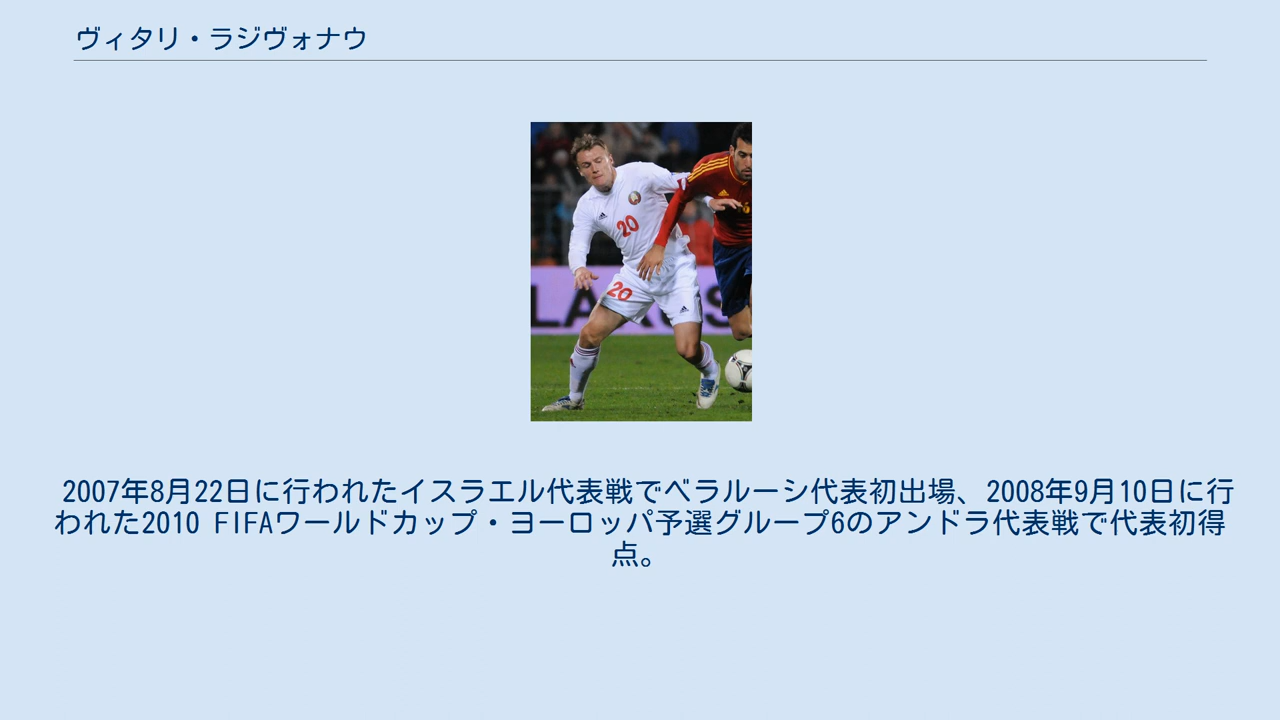 ヴィタリ・ラジヴォナウ
20
20
2007年8月22日に行われたイスラエル代表戦でベラルーシ代表初出場、2008年9月10日に行
われた2010 FIFAワールドカップ・ヨーロッパ予選グループ6のアンドラ代表戦で代表初得
点。